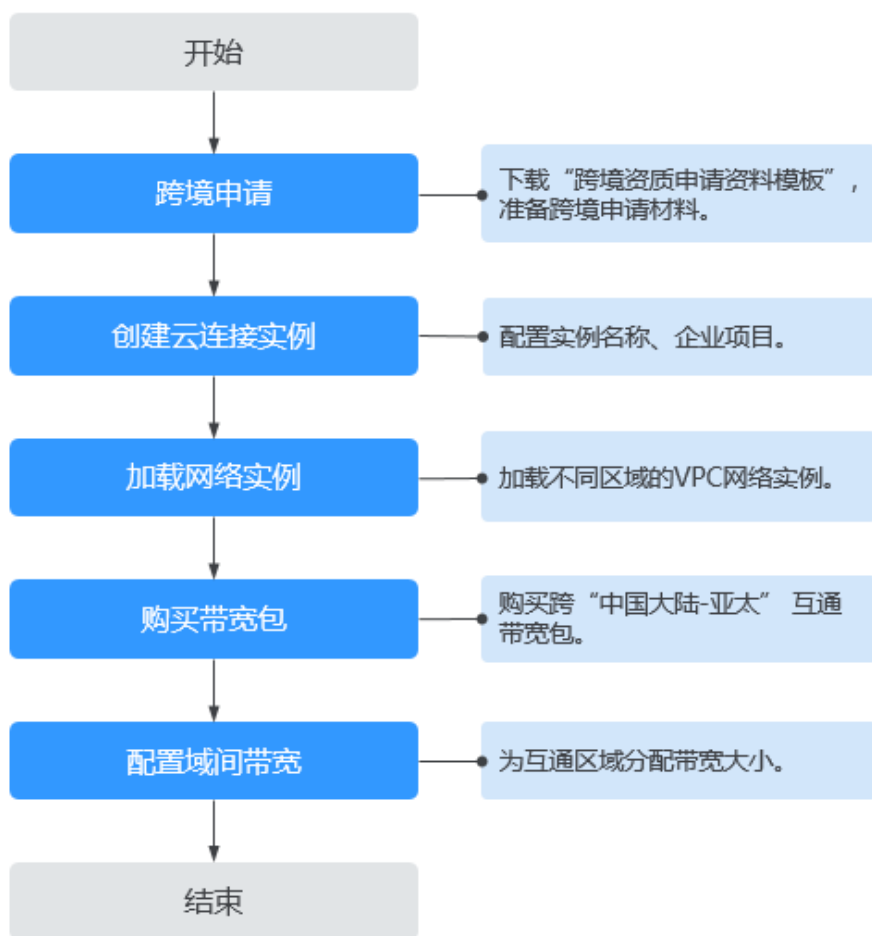 开始
跨境申请
下载“跨境资质申请资料模板”，
准备跨境申请材料。
创建云连接实例
配置实例名称、企业项目。
加载网络实例
加载不同区域的VPC网络实例。
购买带宽包
购买跨“中国大陆-亚太” 互通
带宽包。
配置域间带宽
为互通区域分配带宽大小。
结束